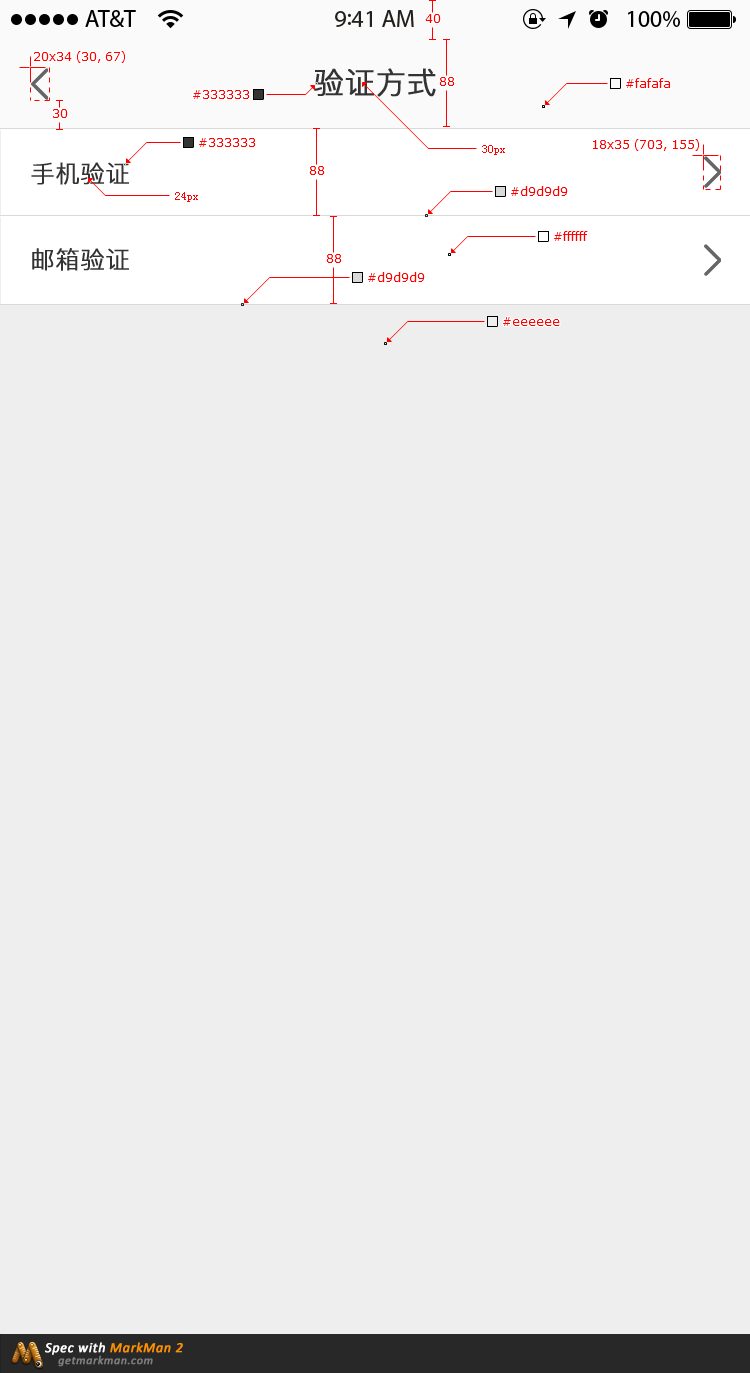 AT&T 9:41 AM 100%
40
20x34 (30, 67)
验证方式
88
#333333
#fafafa
30
#333333
30px
18x35 (703, 155)
手机验证
88
24px
#d9d9d9
#ffffff
邮箱验证
88
#d9d9d9
#eeeeee
Spec with MarkMan 2
getmarkman.com